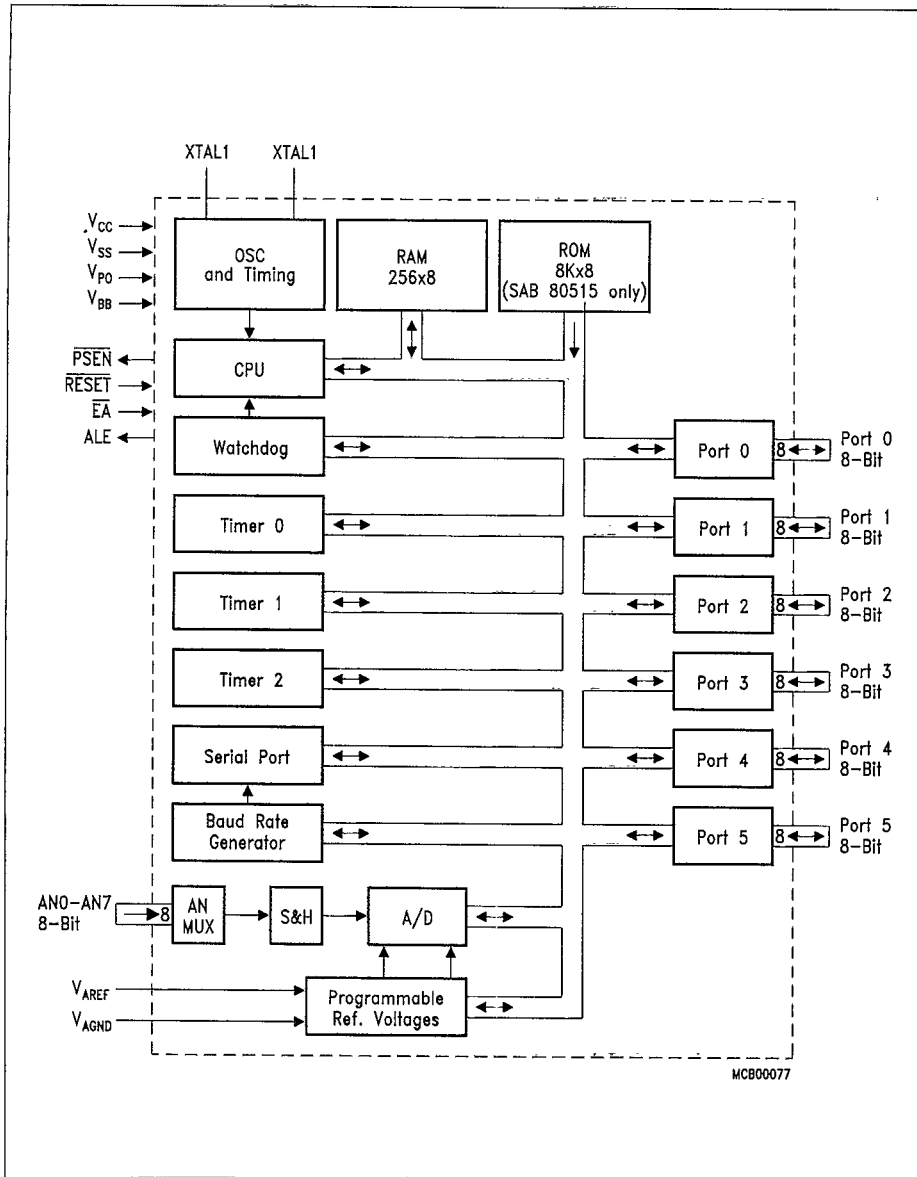 XTAL1 XTAL1
VCC
VSS
VPO
VBB
PSEN
RESET
EA
ALE
OSC
and Timing
RAM
256x8
ROM
8Kx8
(SAB 80515 only)
CPU
Watchdog
Timer 0
Timer 1
Timer 2
Serial Port
Baud Rate
Generator
Port 0 8 Port 0
8-Bit
Port 1 8 Port 1
8-Bit
Port 2 8 Port 2
8-Bit
Port 3 8 Port 3
8-Bit
Port 4 8 Port 4
8-Bit
Port 5 8 Port 5
8-Bit
AN0-AN7
8-Bit
8
AN
MUX
S&H
A/D
VAREF
VAGND
Programmable
Ref. Voltages
MCB00077